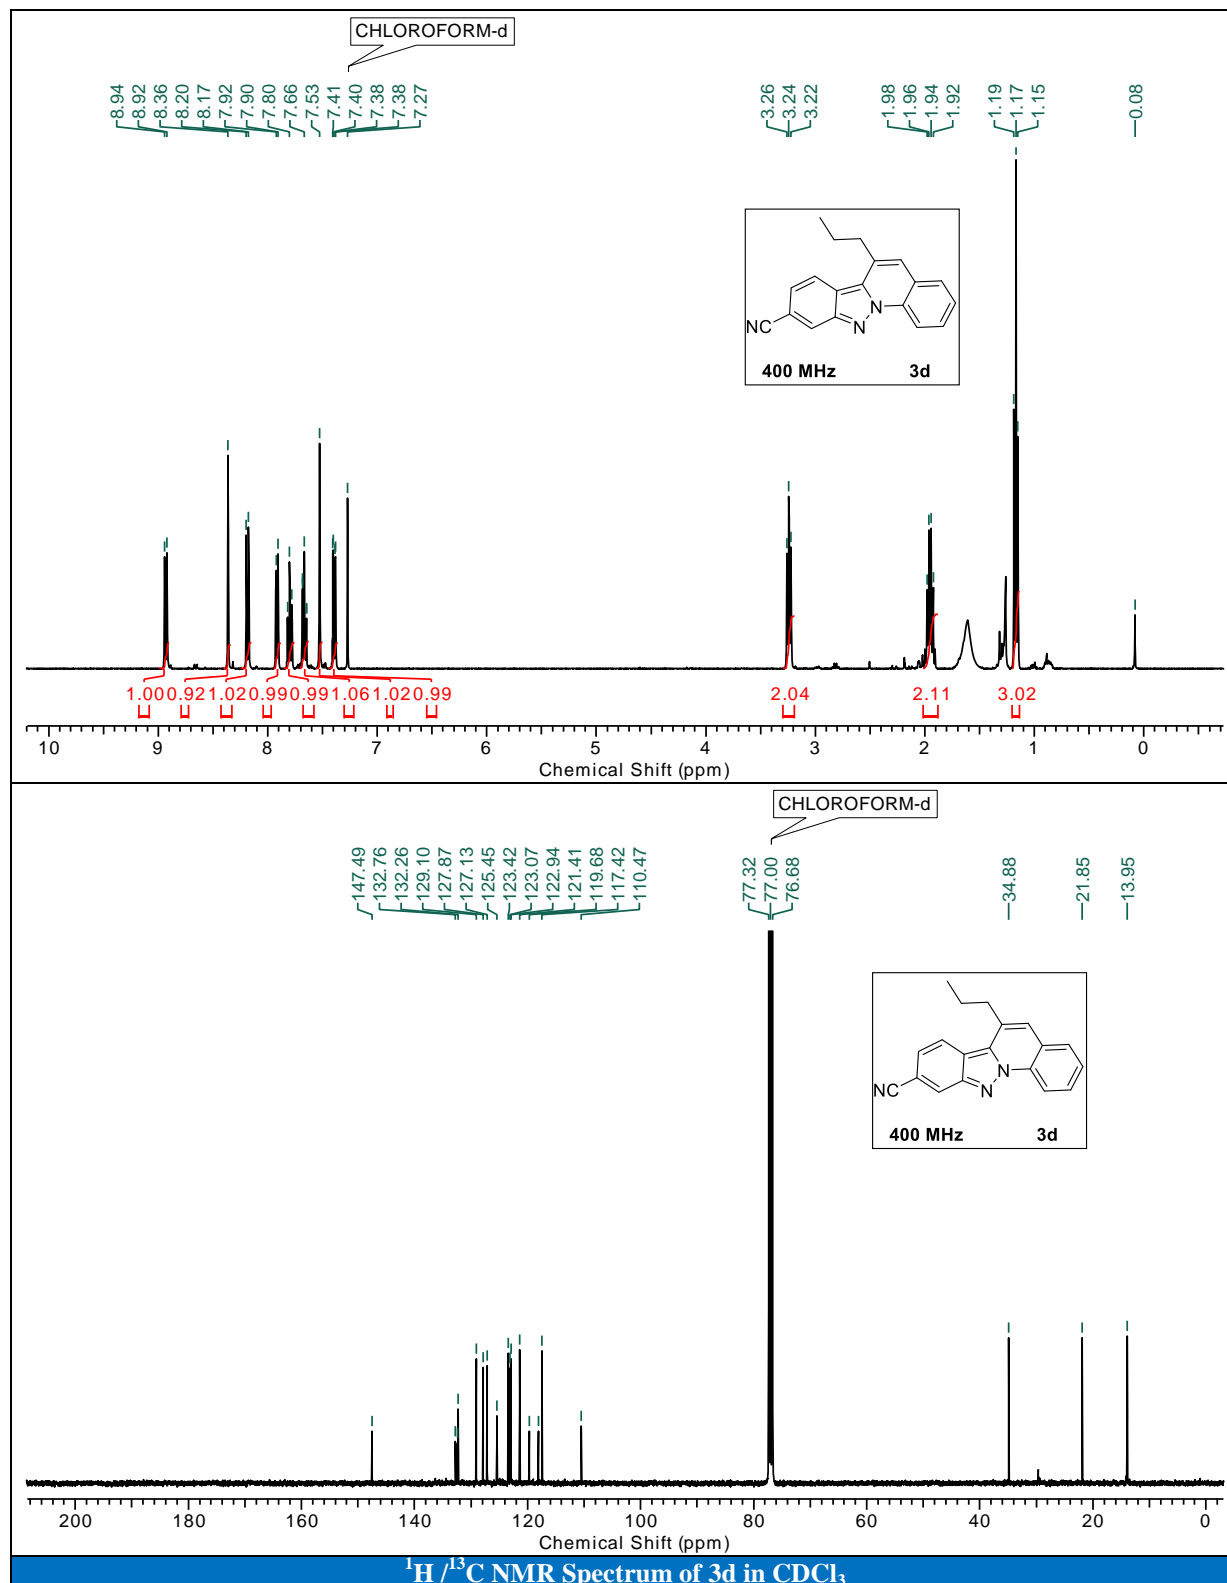 CHLOROFORM-d
8.94 8.92 8.36 8.20 8.17 7.92 7.90 7.80 7.66 7.53 7.41 7.40 7.38 7.38 7.27 3.26 3.24 3.22 1.98 1.96 1.94 1.92 1.19 1.17 1.15 0.08
NC N N
400 MHz 3d
1.00 0.92 1.02 0.99 0.99 1.06 1.02 0.99 2.04 2.11 3.02
10 9 8 7 6 5 4 3 2 1 0
Chemical Shift (ppm)
CHLOROFORM-d
147.49 132.76 132.26 129.10 127.87 127.13 125.45 123.42 123.07 122.94 121.41 119.68 117.42 110.47 77.32 77.00 76.68 34.88 21.85 13.95
NC N N
400 MHz 3d
200 180 160 140 120 100 80 60 40 20 0
Chemical Shift (ppm)
¹H /¹³C NMR Spectrum of 3d in CDCl₃